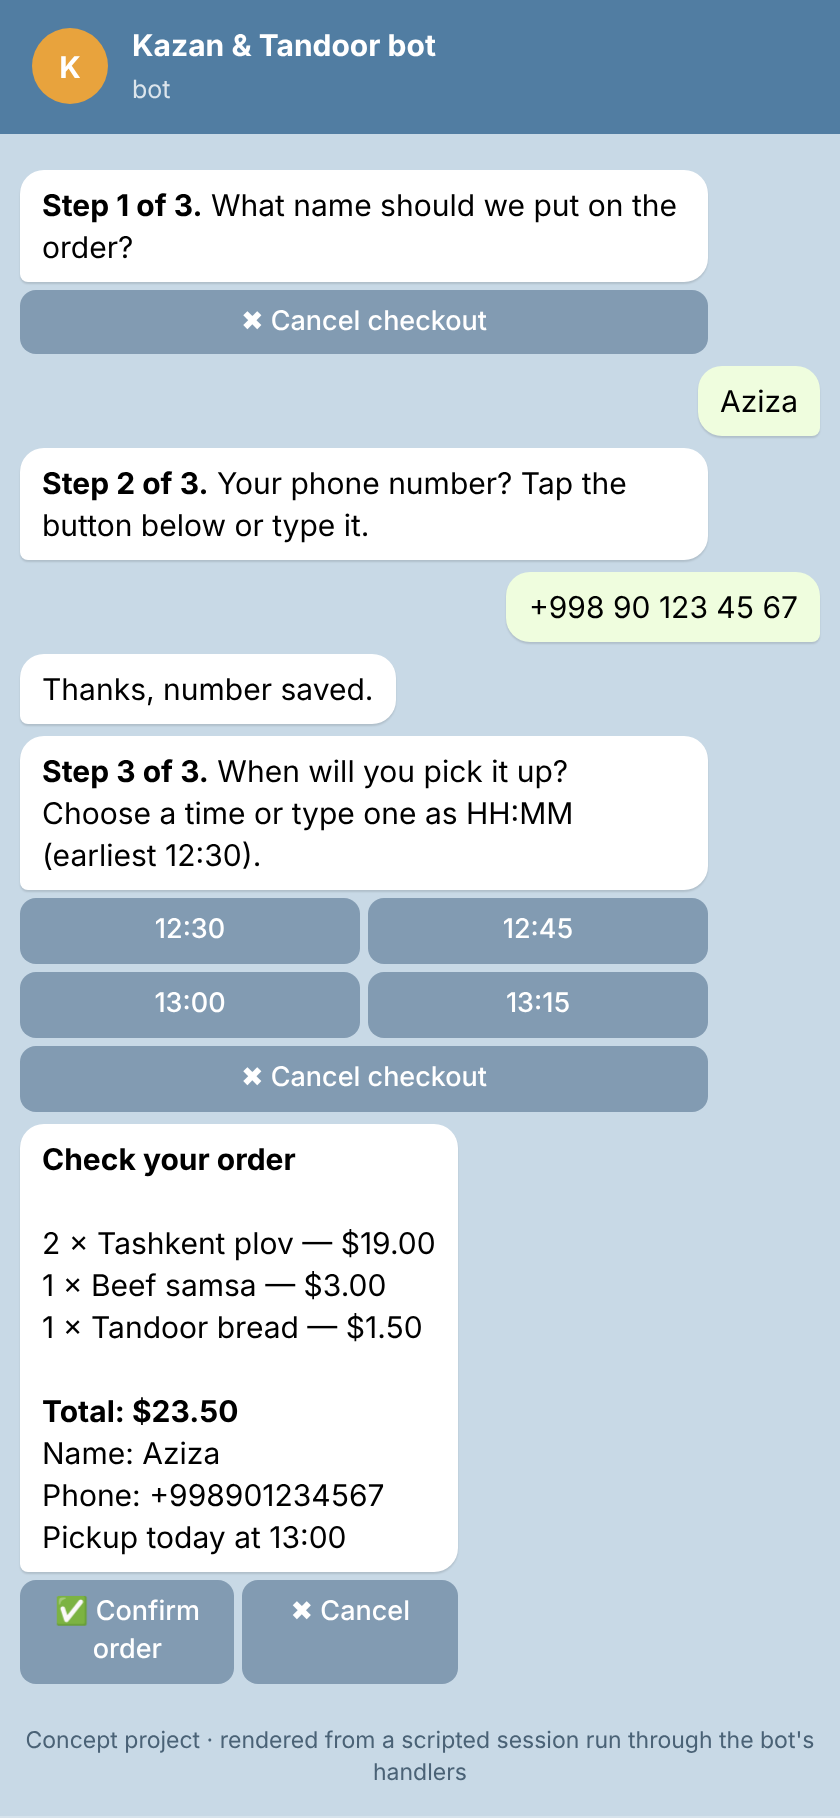 K
Kazan & Tandoor bot
bot
Step 1 of 3. What name should we put on the
order?
✖ Cancel checkout
Aziza
Step 2 of 3. Your phone number? Tap the
button below or type it.
+998 90 123 45 67
Thanks, number saved.
Step 3 of 3. When will you pick it up?
Choose a time or type one as HH:MM
(earliest 12:30).
12:30
12:45
13:00
13:15
✖ Cancel checkout
Check your order
2 × Tashkent plov — $19.00
1 × Beef samsa — $3.00
1 × Tandoor bread — $1.50
Total: $23.50
Name: Aziza
Phone: +998901234567
Pickup today at 13:00
✅ Confirm
order
✖ Cancel
Concept project · rendered from a scripted session run through the bot's
handlers